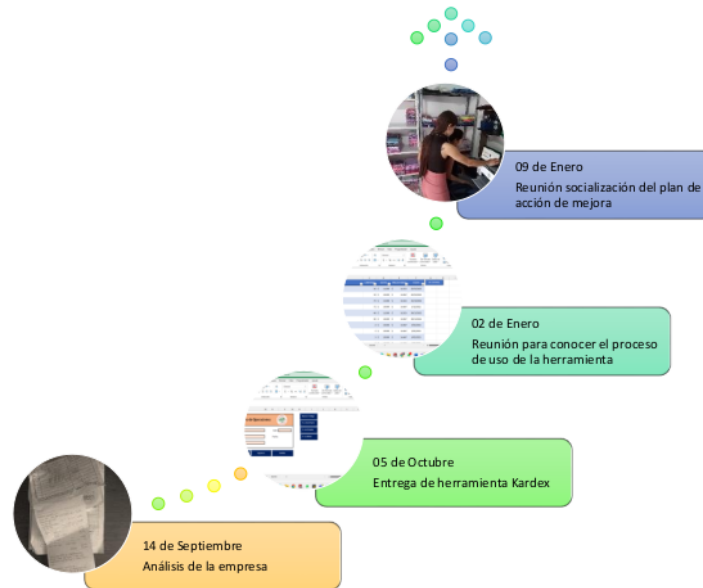 09 de Enero
Reunión socialización del plan de
acción de mejora
02 de Enero
Reunión para conocer el proceso
de uso de la herramienta
05 de Octubre
Entrega de herramienta Kardex
14 de Septiembre
Análisis de la empresa